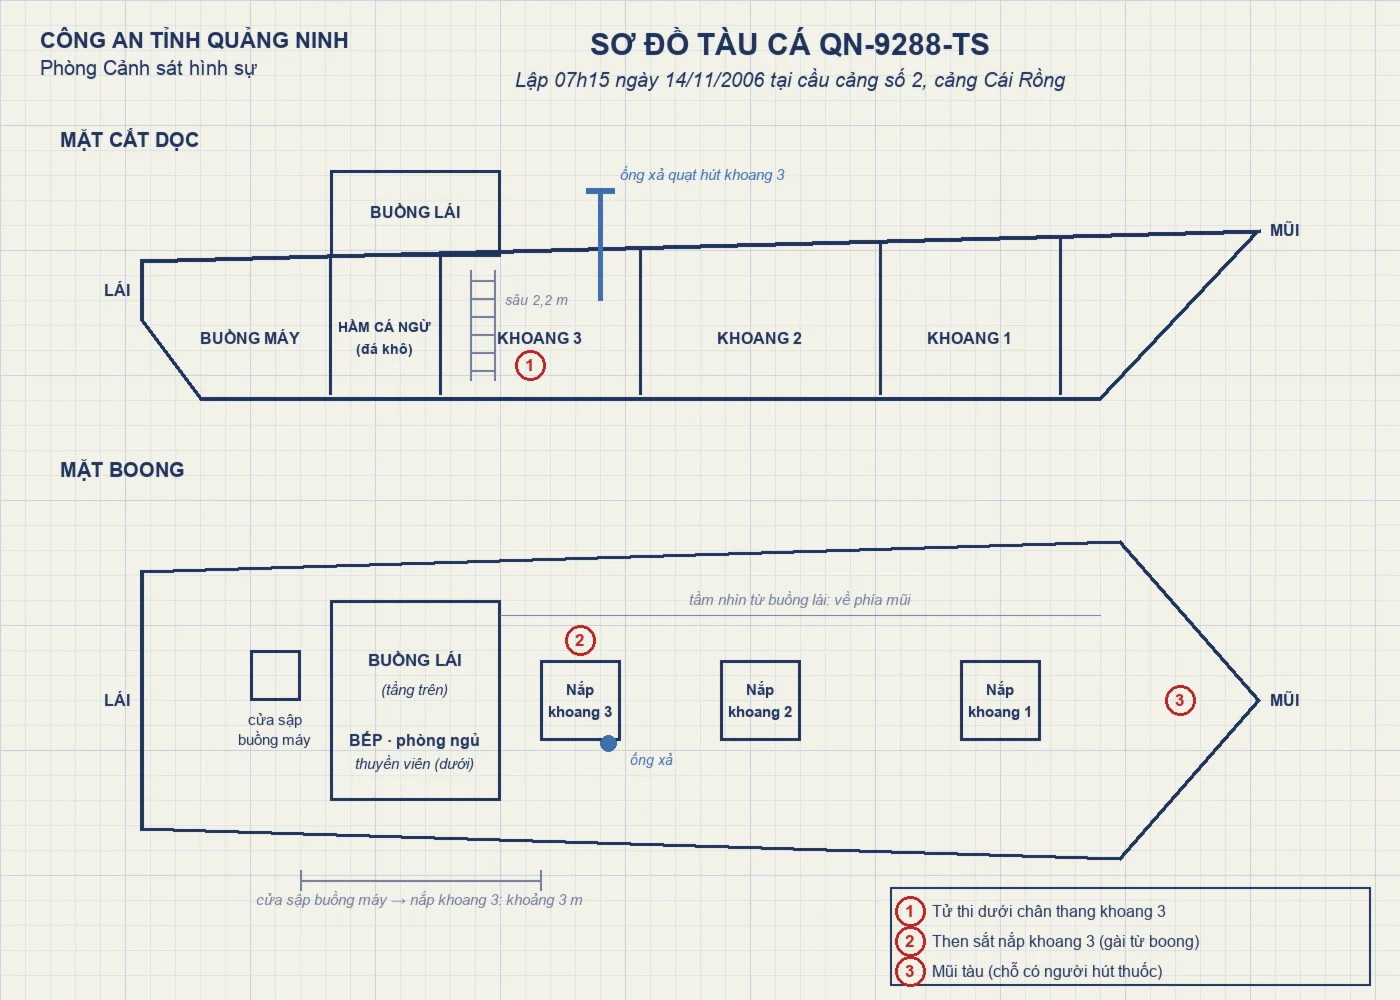 CÔNG AN TỈNH QUẢNG NINH
Phòng Cảnh sát hình sự
SƠ ĐỒ TÀU CÁ QN-9288-TS
Lập 07h15 ngày 14/11/2006 tại cầu cảng số 2, cảng Cái Rồng
MẶT CẮT DỌC
ống xả quạt hút khoang 3
BUỒNG LÁI
MŨI
LÁI
sâu 2,2 m
BUỒNG MÁY
HẦM CÁ NGỪ
(đá khô)
KHOANG 3
KHOANG 2
KHOANG 1
1
MẶT BOONG
tầm nhìn từ buồng lái: về phía mũi
2
BUỒNG LÁI
(tầng trên)
Nắp
khoang 3
Nắp
khoang 2
Nắp
khoang 1
3
LÁI
MŨI
cửa sập
buồng máy
BẾP · phòng ngủ
thuyền viên (dưới)
ống xả
cửa sập buồng máy → nắp khoang 3: khoảng 3 m
1 Tử thi dưới chân thang khoang 3
2 Then sắt nắp khoang 3 (gài từ boong)
3 Mũi tàu (chỗ có người hút thuốc)